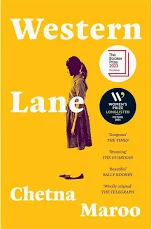 Western
The
Booker
Prize
2023
WOMEN'S
PRIZE
LONGLISTED
Lane
'Gorgeous'
THE TIMES
'Stunning'
THE GUARDIAN
'Beautiful'
SALLY ROONEY
'Wholly original'
THE TELEGRAPH
Chetna
Maroo